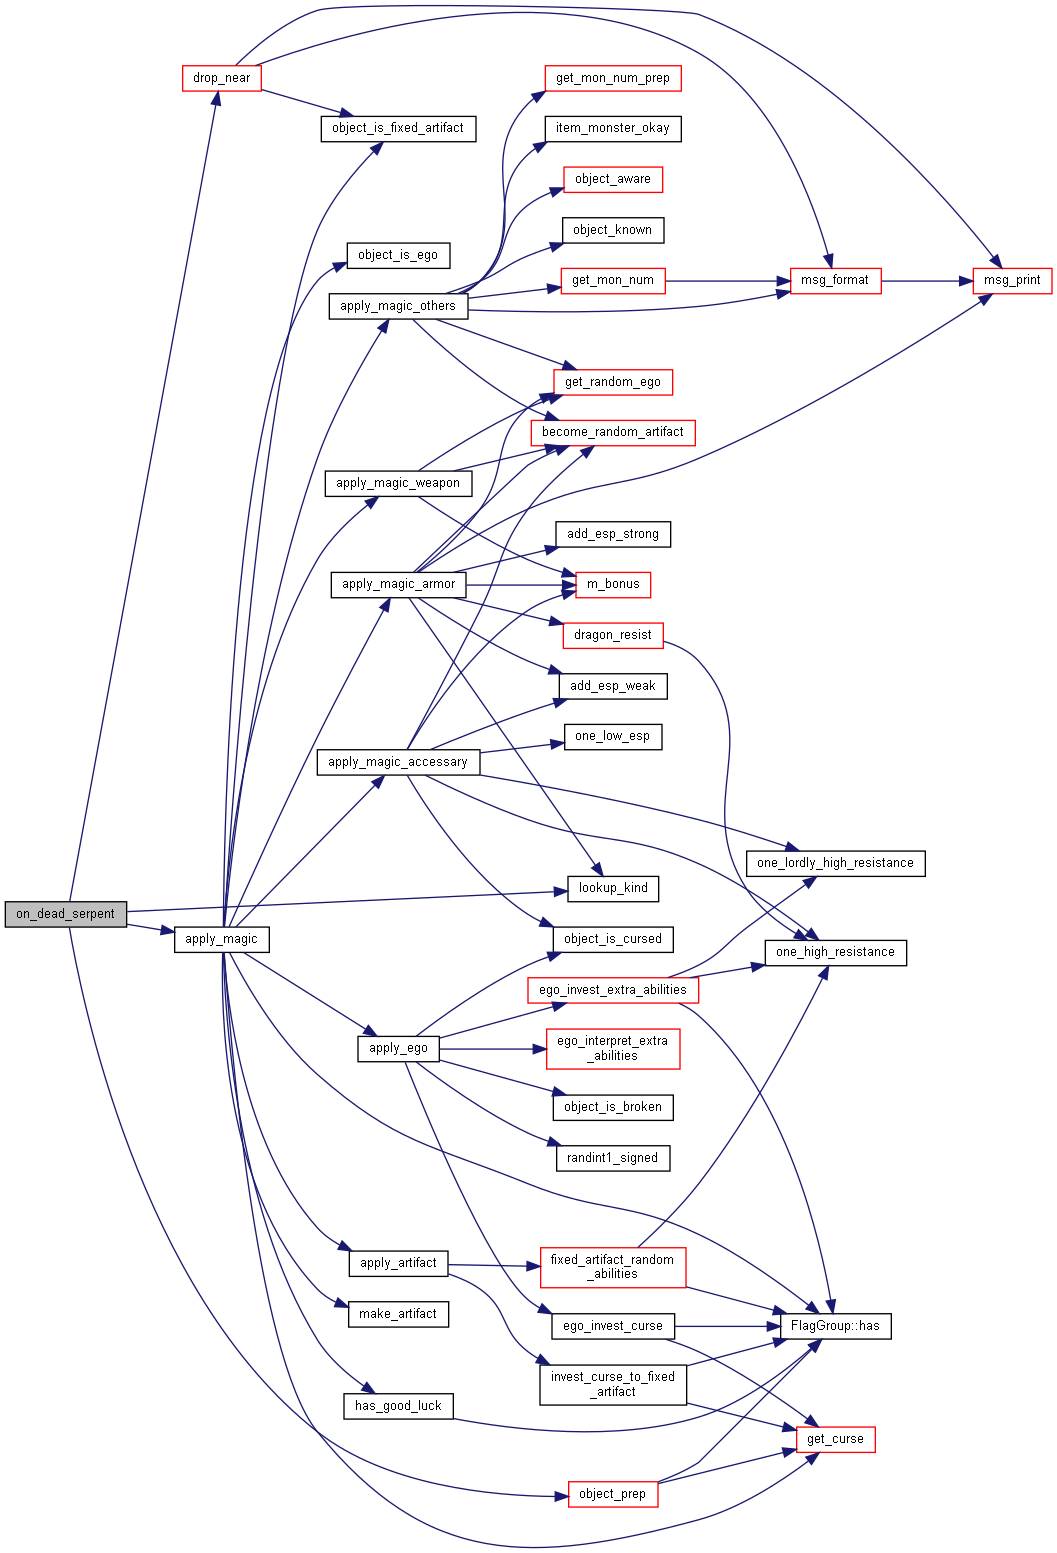 drop_near
get_mon_num_prep
object_is_fixed_artifact
item_monster_okay
object_aware
object_known
object_is_ego
get_mon_num
msg_format
msg_print
apply_magic_others
get_random_ego
become_random_artifact
apply_magic_weapon
add_esp_strong
apply_magic_armor
m_bonus
dragon_resist
add_esp_weak
one_low_esp
apply_magic_accessary
one_lordly_high_resistance
lookup_kind
on_dead_serpent
apply_magic
object_is_cursed
one_high_resistance
ego_invest_extra_abilities
apply_ego
ego_interpret_extra
_abilities
object_is_broken
randint1_signed
apply_artifact
fixed_artifact_random
_abilities
make_artifact
ego_invest_curse
FlagGroup::has
invest_curse_to_fixed
_artifact
has_good_luck
get_curse
object_prep